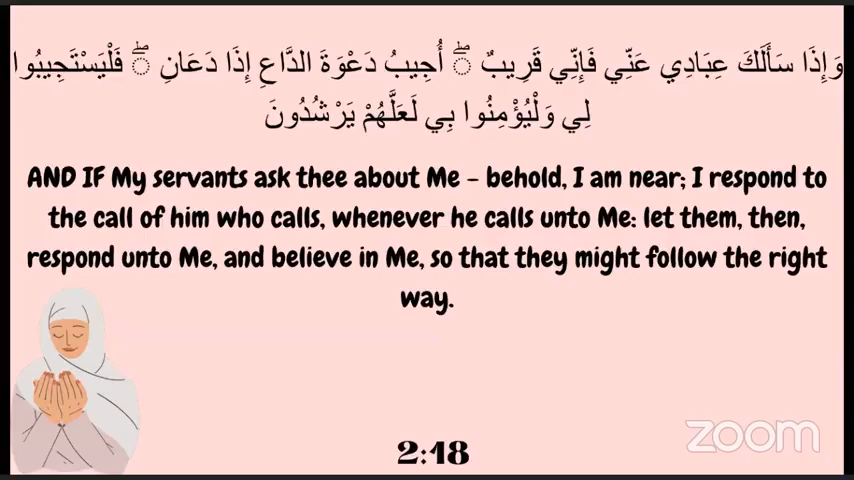 وَإِذَا سَأَلَكَ عِبَادِي عَنِّي فَإِنِّي قَرِيبٌ ۖ أُجِيبُ دَعْوَةَ الدَّاعِ إِذَا دَعَانِ ۖ فَلْيَسْتَجِيبُوا
لِي وَلْيُؤْمِنُوا بِي لَعَلَّهُمْ يَرْشُدُونَ
AND IF My servants ask thee about Me - behold, I am near; I respond to
the call of him who calls, whenever he calls unto Me: let them, then,
respond unto Me, and believe in Me, so that they might follow the right
way.
2:18
zoom